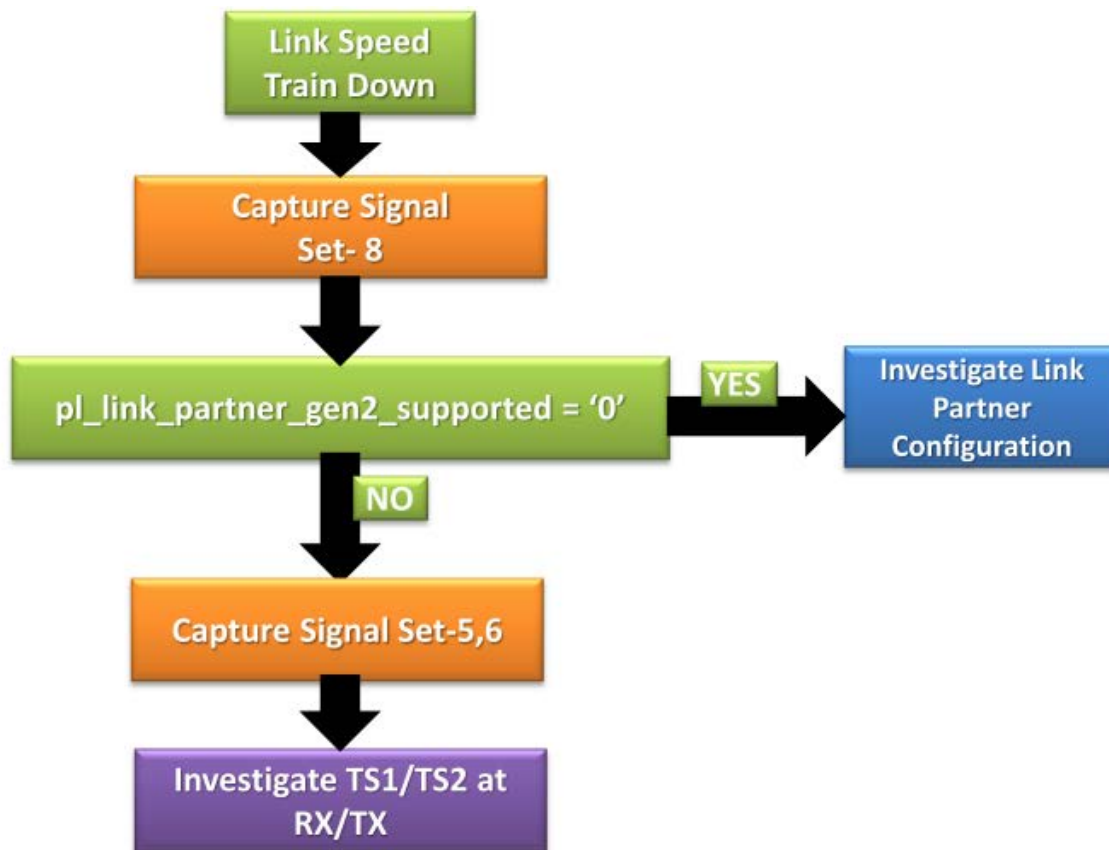 Link Speed
Train Down
Capture Signal
Set- 8
pl_link_partner_gen2_supported = ‘0’
YES
Investigate Link
Partner
Configuration
NO
Capture Signal Set-5,6
Investigate TS1/TS2 at
RX/TX